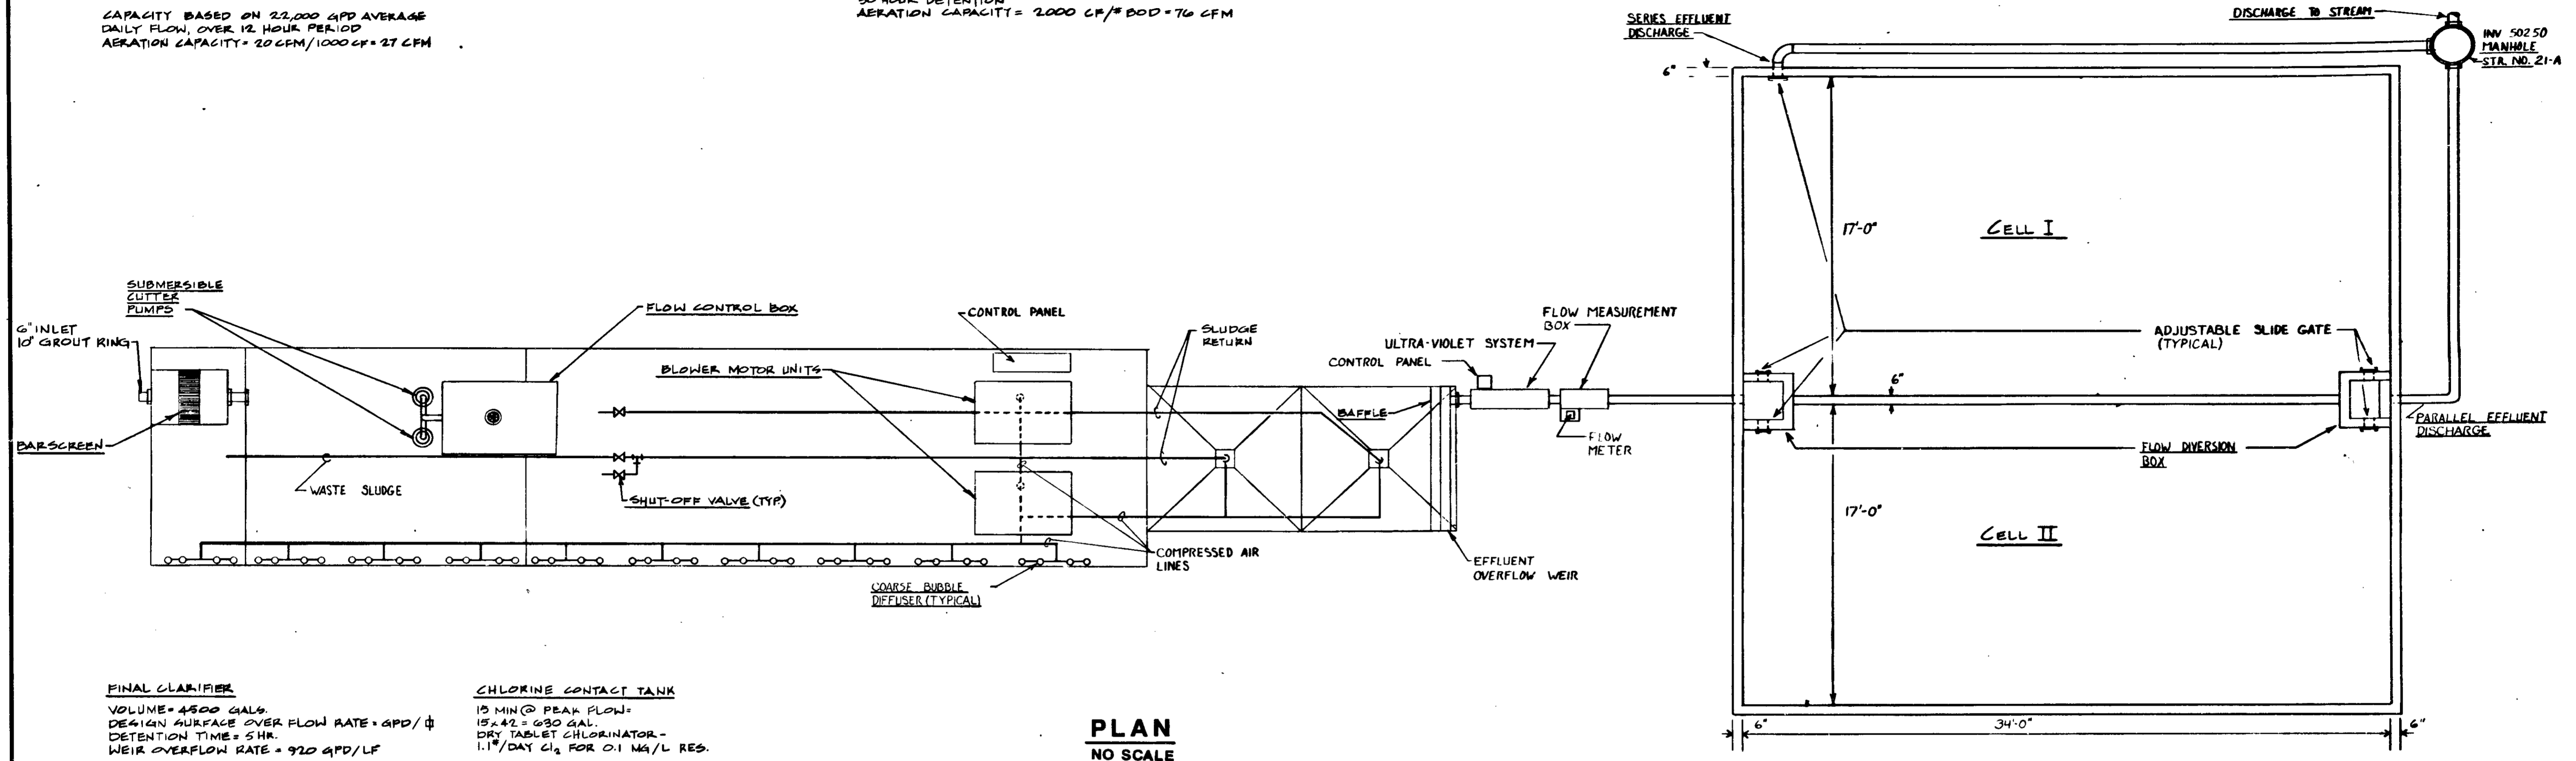 CAPACITY BASED ON 22,000 GPD AVERAGE
DAILY FLOW, OVER 12 HOUR PERIOD
AERATION CAPACITY = 20 CFM/1000 CF = 27 CFM
HOUR DETENTION
AERATION CAPACITY = 2000 CF/# BOD = 76 CFM
SERIES EFFLUENT
DISCHARGE
DISCHARGE TO STREAM
INV 502.50
MANHOLE
STR. NO. 21-A
6"
17'-0"
CELL I
SUBMERSIBLE
CUTTER
PUMPS
FLOW CONTROL BOX
CONTROL PANEL
SLUDGE
RETURN
FLOW MEASUREMENT
BOX
6" INLET
10" GROUT RING
ULTRA-VIOLET SYSTEM
CONTROL PANEL
ADJUSTABLE SLIDE GATE
(TYPICAL)
BLOWER MOTOR UNITS
6"
BAFFLE
BARSCREEN
FLOW
METER
PARALLEL EFFLUENT
DISCHARGE
FLOW DIVERSION
BOX
WASTE SLUDGE
SHUT-OFF VALVE (TYP.)
17'-0"
CELL II
COMPRESSED AIR
LINES
EFFLUENT
OVERFLOW WEIR
COARSE BUBBLE
DIFFUSER (TYPICAL)
FINAL CLARIFIER
VOLUME = 4500 GALS.
DESIGN SURFACE OVER FLOW RATE = GPD/⏀
DETENTION TIME = 5 HR.
WEIR OVERFLOW RATE = 920 GPD/LF
CHLORINE CONTACT TANK
15 MIN @ PEAK FLOW =
15x42 = 630 GAL.
DRY TABLET CHLORINATOR -
1.1#/DAY Cl2 FOR 0.1 MG/L RES.
PLAN
NO SCALE
6"
34'-0"
6"